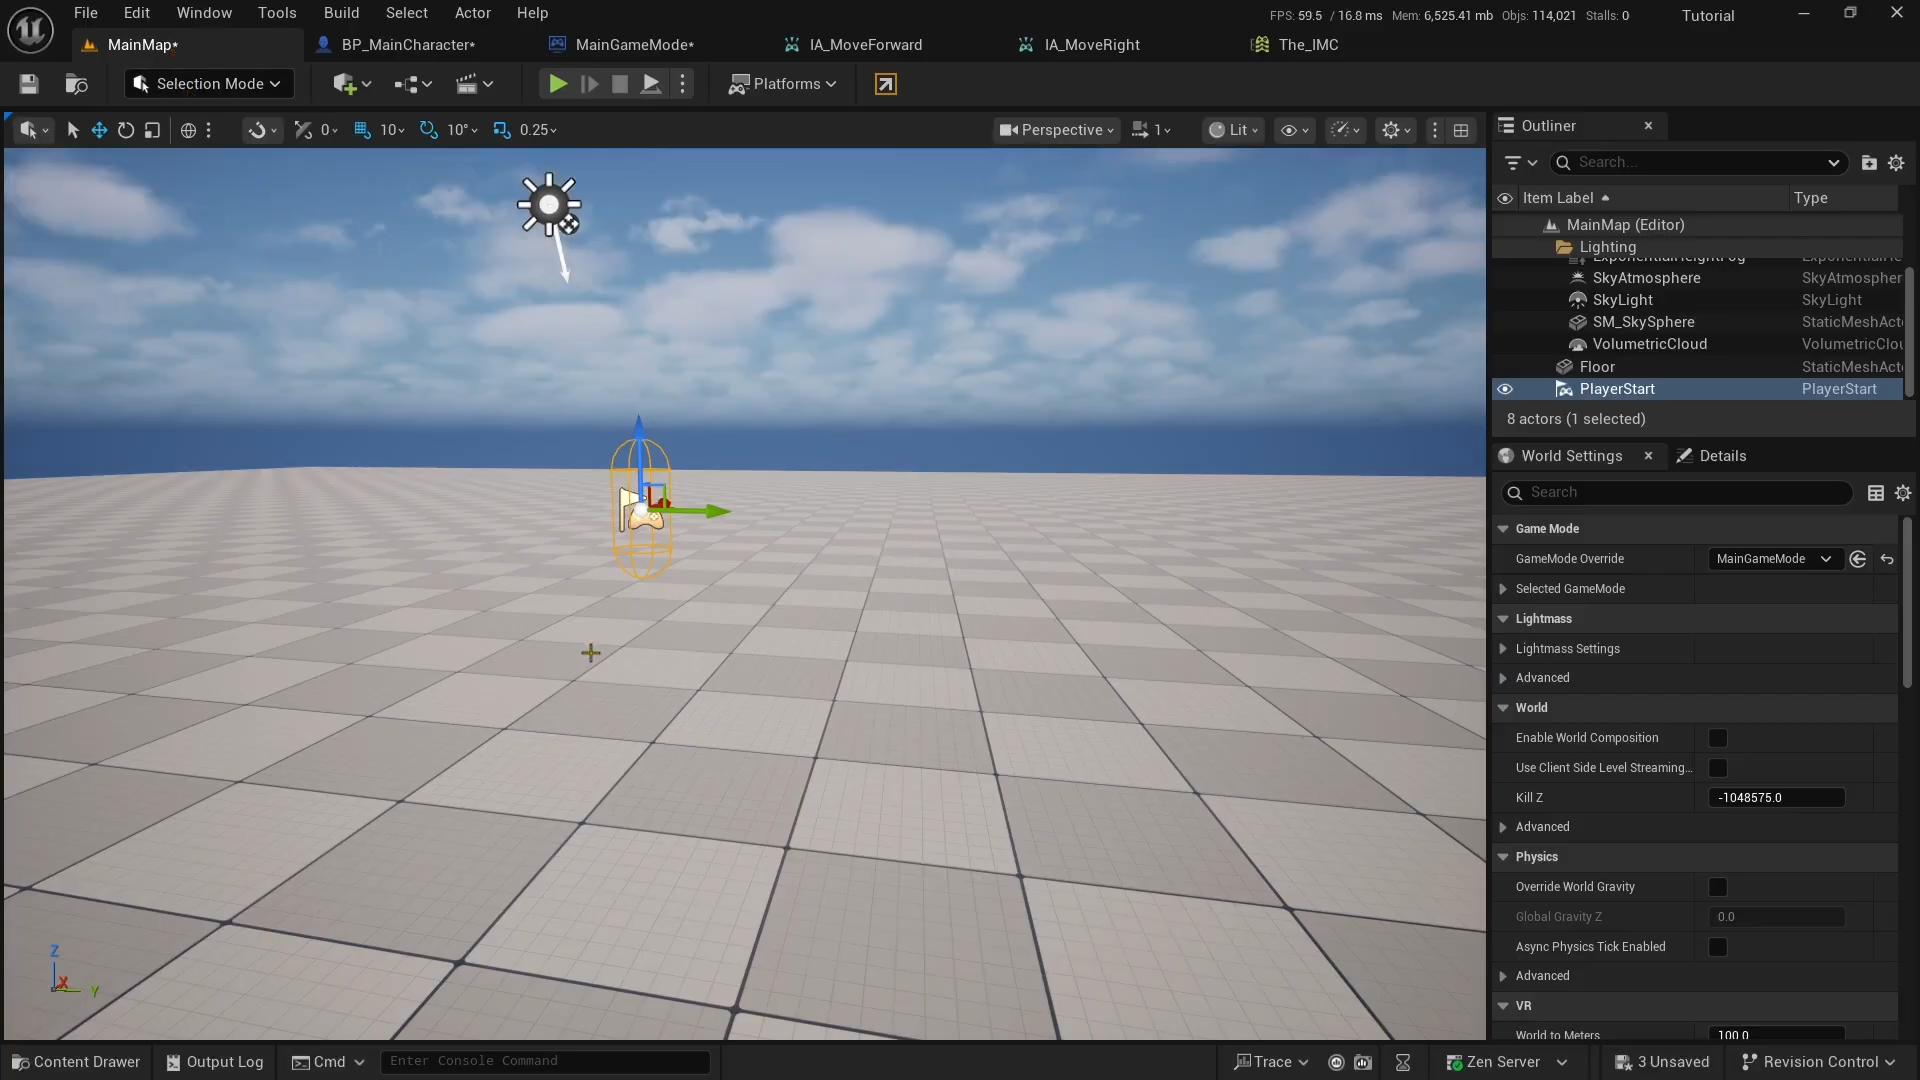 File Edit Window Tools Build Select Actor Help
FPS: 59.5 / 16.8 ms Mem: 6,525.41 mb Objs: 114,021 Stalls: 0
Tutorial
MainMap*
BP_MainCharacter*
MainGameMode*
IA_MoveForward
IA_MoveRight
The_IMC
Selection Mode
Platforms
0
10
10°
0.25
Perspective
1
Lit
Outliner
Search...
Item Label Type
MainMap (Editor)
Lighting
ExponentialHeightFog
SkyAtmosphere SkyAtmospher
SkyLight SkyLight
SM_SkySphere StaticMeshAct
VolumetricCloud VolumetricClou
Floor StaticMeshAct
PlayerStart PlayerStart
8 actors (1 selected)
World Settings
Details
Search
Game Mode
GameMode Override MainGameMode
Selected GameMode
Lightmass
Lightmass Settings
Advanced
World
Enable World Composition
Use Client Side Level Streaming...
Kill Z -1048575.0
Advanced
Physics
Override World Gravity
Global Gravity Z 0.0
Async Physics Tick Enabled
Advanced
VR
World to Meters 100.0
Z
X
Y
Content Drawer
Output Log
Cmd
Enter Console Command
Trace
Zen Server
3 Unsaved
Revision Control